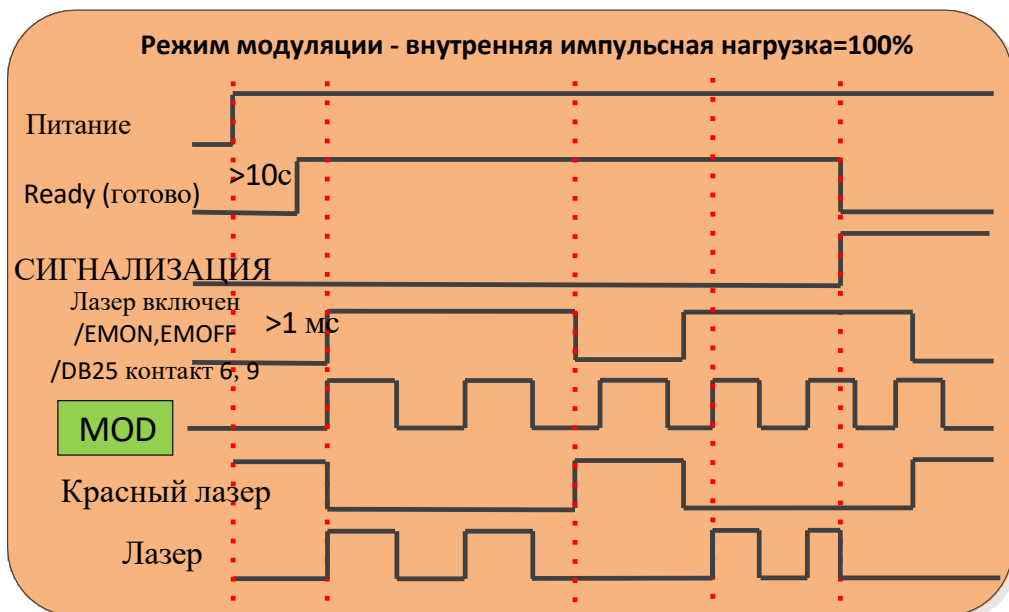 Режим модуляции - внутренняя импульсная нагрузка=100%
Питание
>10с
Ready (готово)
СИГНАЛИЗАЦИЯ
Лазер включен
>1 мс
/EMON,EMOFF
/DB25 контакт 6, 9
MOD
Красный лазер
Лазер